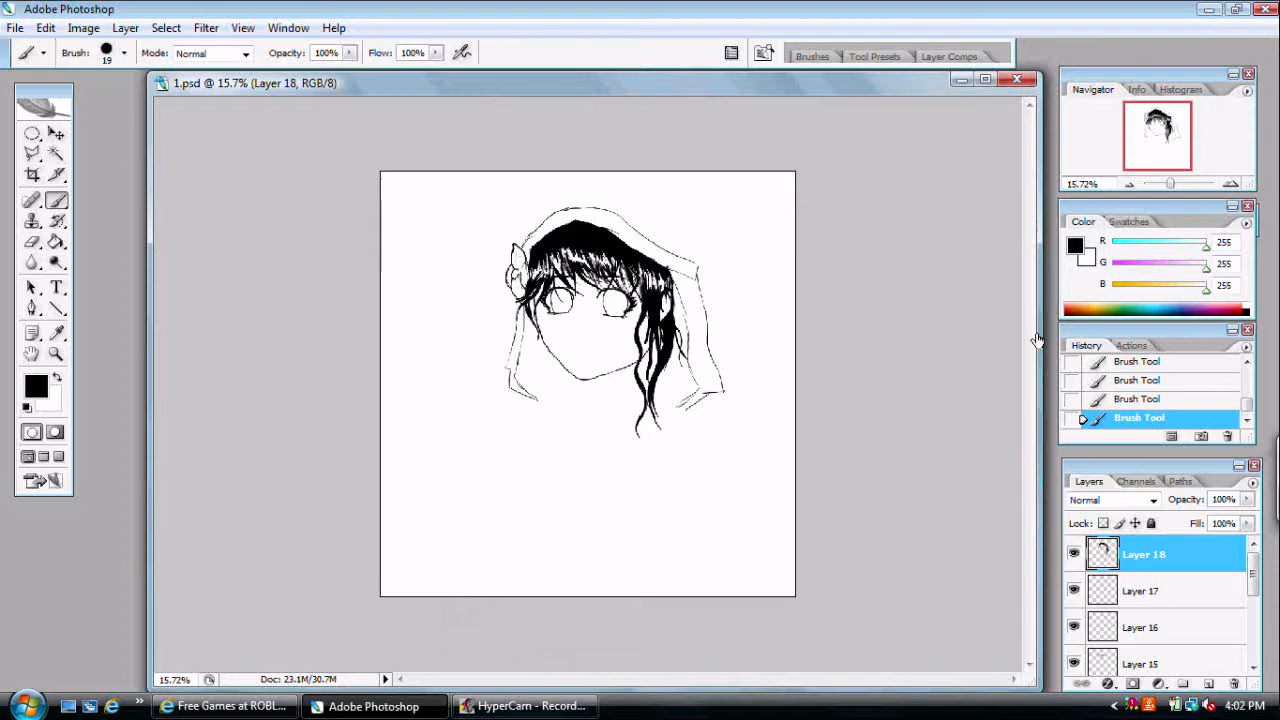 Adobe Photoshop
File Edit Image Layer Select Filter View Window Help
Brush: 19 Mode: Normal Opacity: 100% Flow: 100% Brushes Tool Presets Layer Comps
1.psd @ 15.7% (Layer 18, RGB/8)
Navigator Info Histogram
15.72%
Color Swatches
R 255
G 255
B 255
History Actions
Brush Tool
Brush Tool
Brush Tool
Brush Tool
Layers Channels Paths
Normal Opacity: 100%
Lock: Fill: 100%
Layer 18
Layer 17
Layer 16
Layer 15
15.72% Doc: 23.1M/30.7M
Free Games at ROBL... Adobe Photoshop HyperCam - Record... 4:02 PM